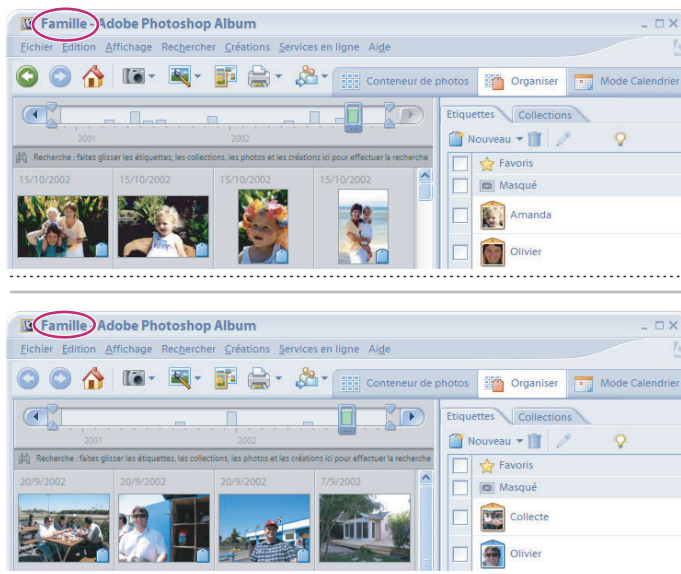 Famille - Adobe Photoshop Album
Fichier Edition Affichage Rechercher Créations Services en ligne Aide
Conteneur de photos Organiser Mode Calendrier
2001 2002
Etiquettes Collections
Nouveau
Recherche : faites glisser les étiquettes, les collections, les photos et les créations ici pour effectuer la recherche
Favoris
15/10/2002 15/10/2002 15/10/2002 15/10/2002
Masqué
Amanda
Olivier
Famille - Adobe Photoshop Album
Fichier Edition Affichage Rechercher Créations Services en ligne Aide
Conteneur de photos Organiser Mode Calendrier
2001 2002
Etiquettes Collections
Nouveau
Recherche : faites glisser les étiquettes, les collections, les photos et les créations ici pour effectuer la recherche
Favoris
20/9/2002 20/9/2002 20/9/2002 7/9/2002
Masqué
Collecte
Olivier